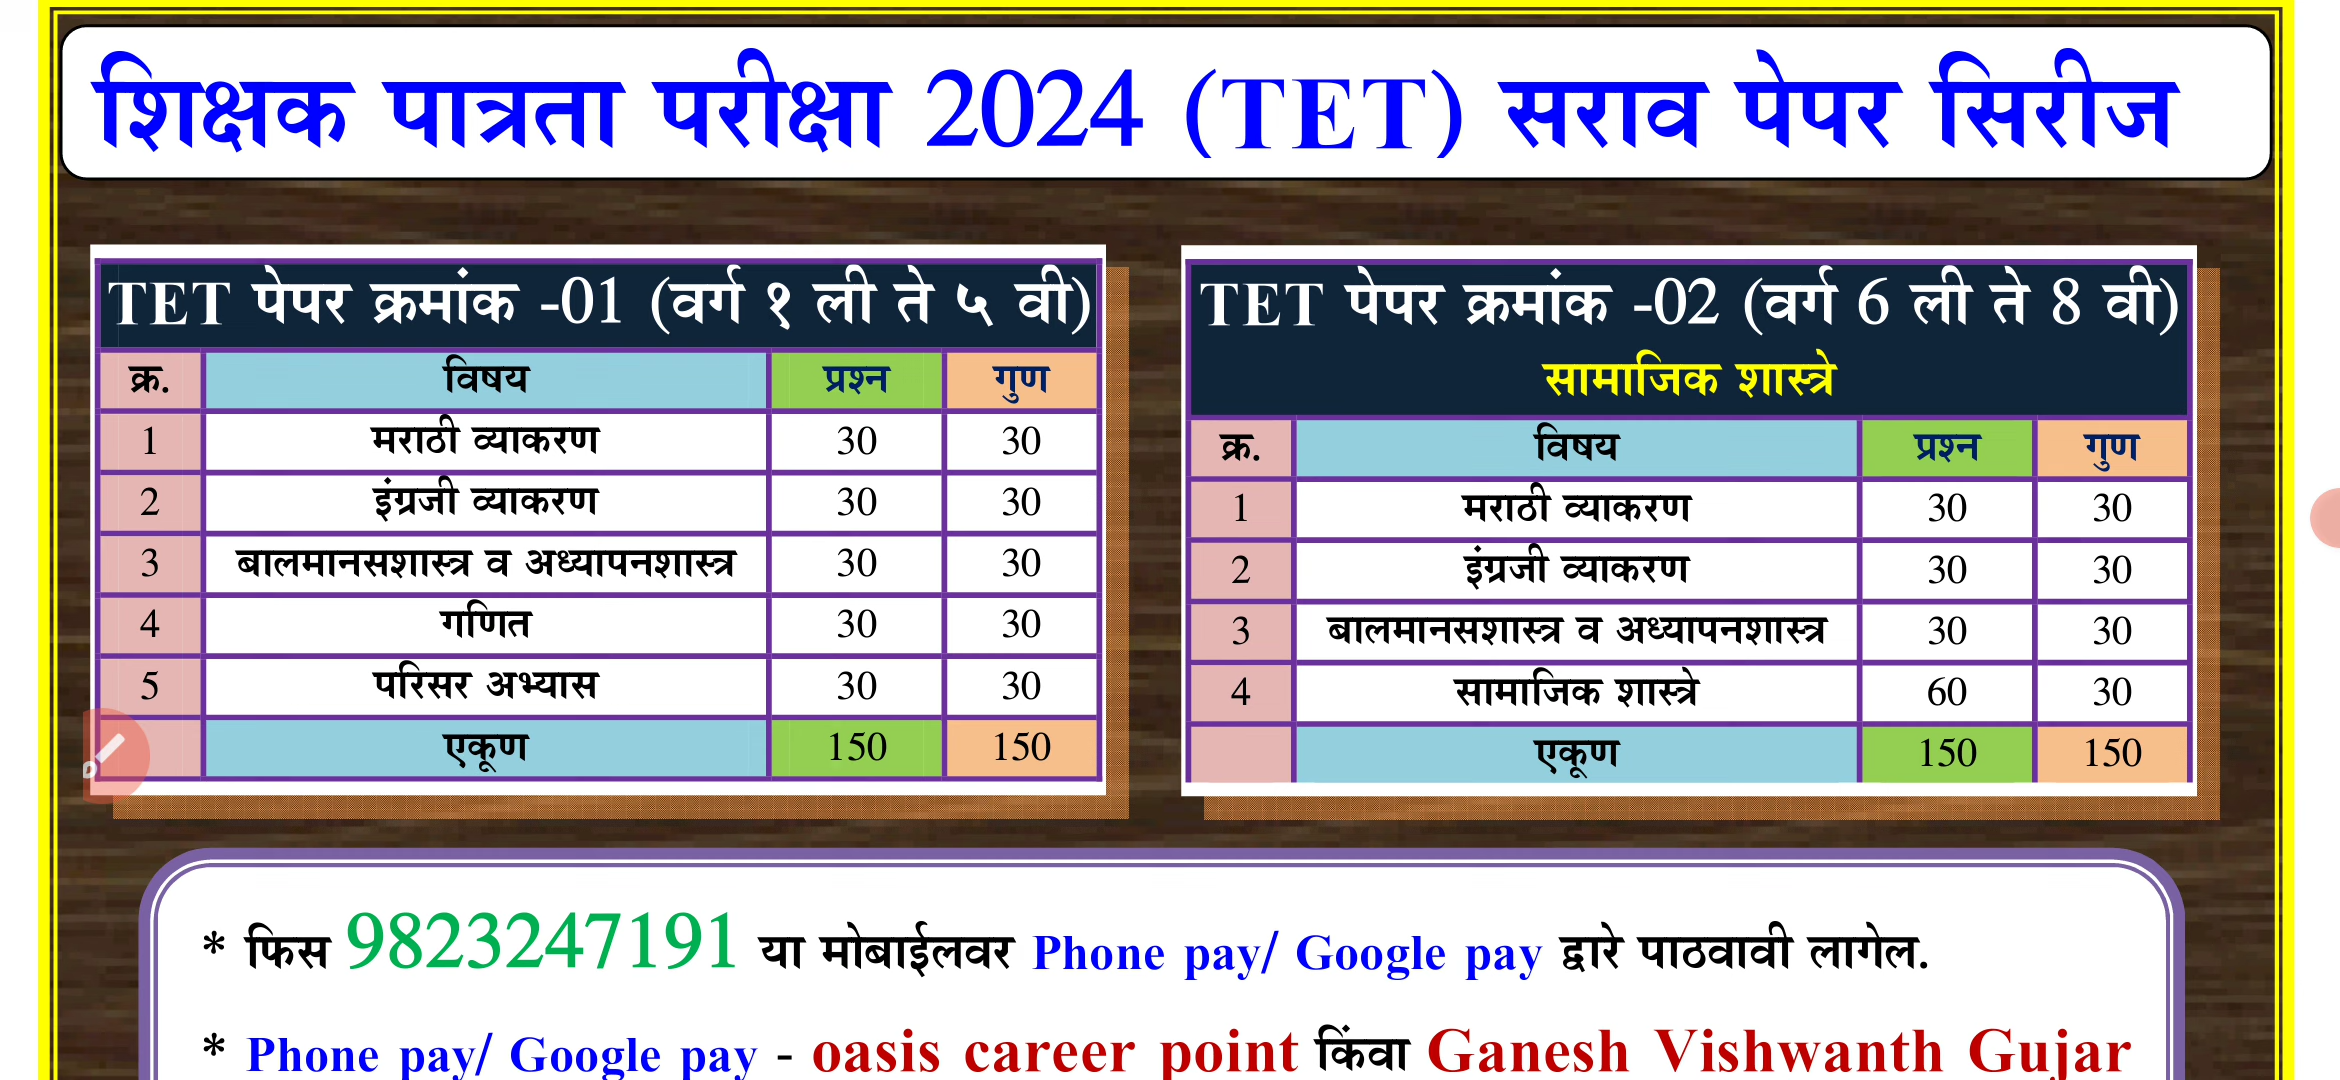 शिक्षक पात्रता परीक्षा 2024 (TET) सराव पेपर सिरीज
TET पेपर क्रमांक -01 (वर्ग १ ली ते ५ वी)
क्र. विषय प्रश्न गुण
1 मराठी व्याकरण 30 30
2 इंग्रजी व्याकरण 30 30
3 बालमानसशास्त्र व अध्यापनशास्त्र 30 30
4 गणित 30 30
5 परिसर अभ्यास 30 30
एकूण 150 150
TET पेपर क्रमांक -02 (वर्ग 6 ली ते 8 वी)
सामाजिक शास्त्रे
क्र. विषय प्रश्न गुण
1 मराठी व्याकरण 30 30
2 इंग्रजी व्याकरण 30 30
3 बालमानसशास्त्र व अध्यापनशास्त्र 30 30
4 सामाजिक शास्त्रे 60 30
एकूण 150 150
* फिस 9823247191 या मोबाईलवर Phone pay/ Google pay द्वारे पाठवावी लागेल.
* Phone pay/ Google pay - oasis career point किंवा Ganesh Vishwanth Gujar